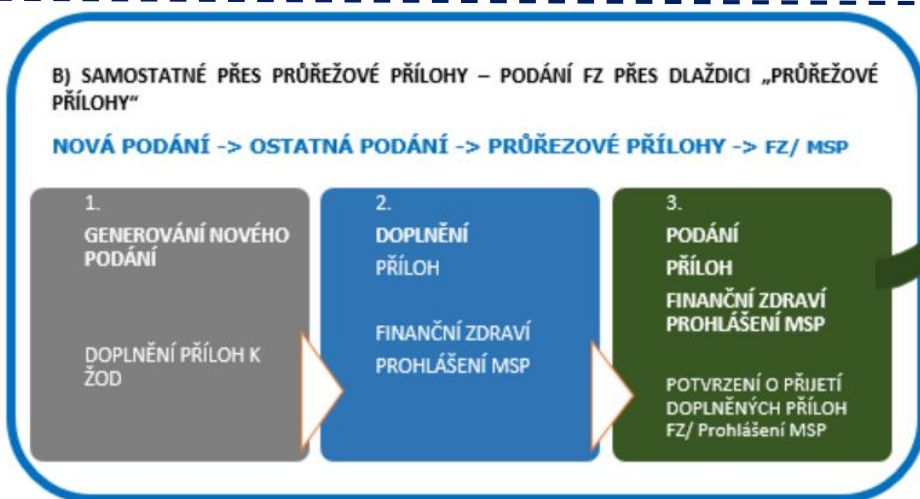 B) SAMOSTATNÉ PŘES PRŮŘEŽOVÉ PŘÍLOHY – PODÁNÍ FZ PŘES DLAŽDICI „PRŮŘEŽOVÉ
PŘÍLOHY“
NOVÁ PODÁNÍ -> OSTATNÁ PODÁNÍ -> PRŮŘEZOVÉ PŘÍLOHY -> FZ/ MSP
1.
GENEROVÁNÍ NOVÉHO
PODÁNÍ
DOPLNĚNÍ PŘÍLOH K
ŽOD
2.
DOPLNĚNÍ
PŘÍLOH
FINANČNÍ ZDRAVÍ
PROHLÁŠENÍ MSP
3.
PODÁNÍ
PŘÍLOH
FINANČNÍ ZDRAVÍ
PROHLÁŠENÍ MSP
POTVRZENÍ O PŘIJETÍ
DOPLNĚNÝCH PŘÍLOH
FZ/ Prohlášení MSP